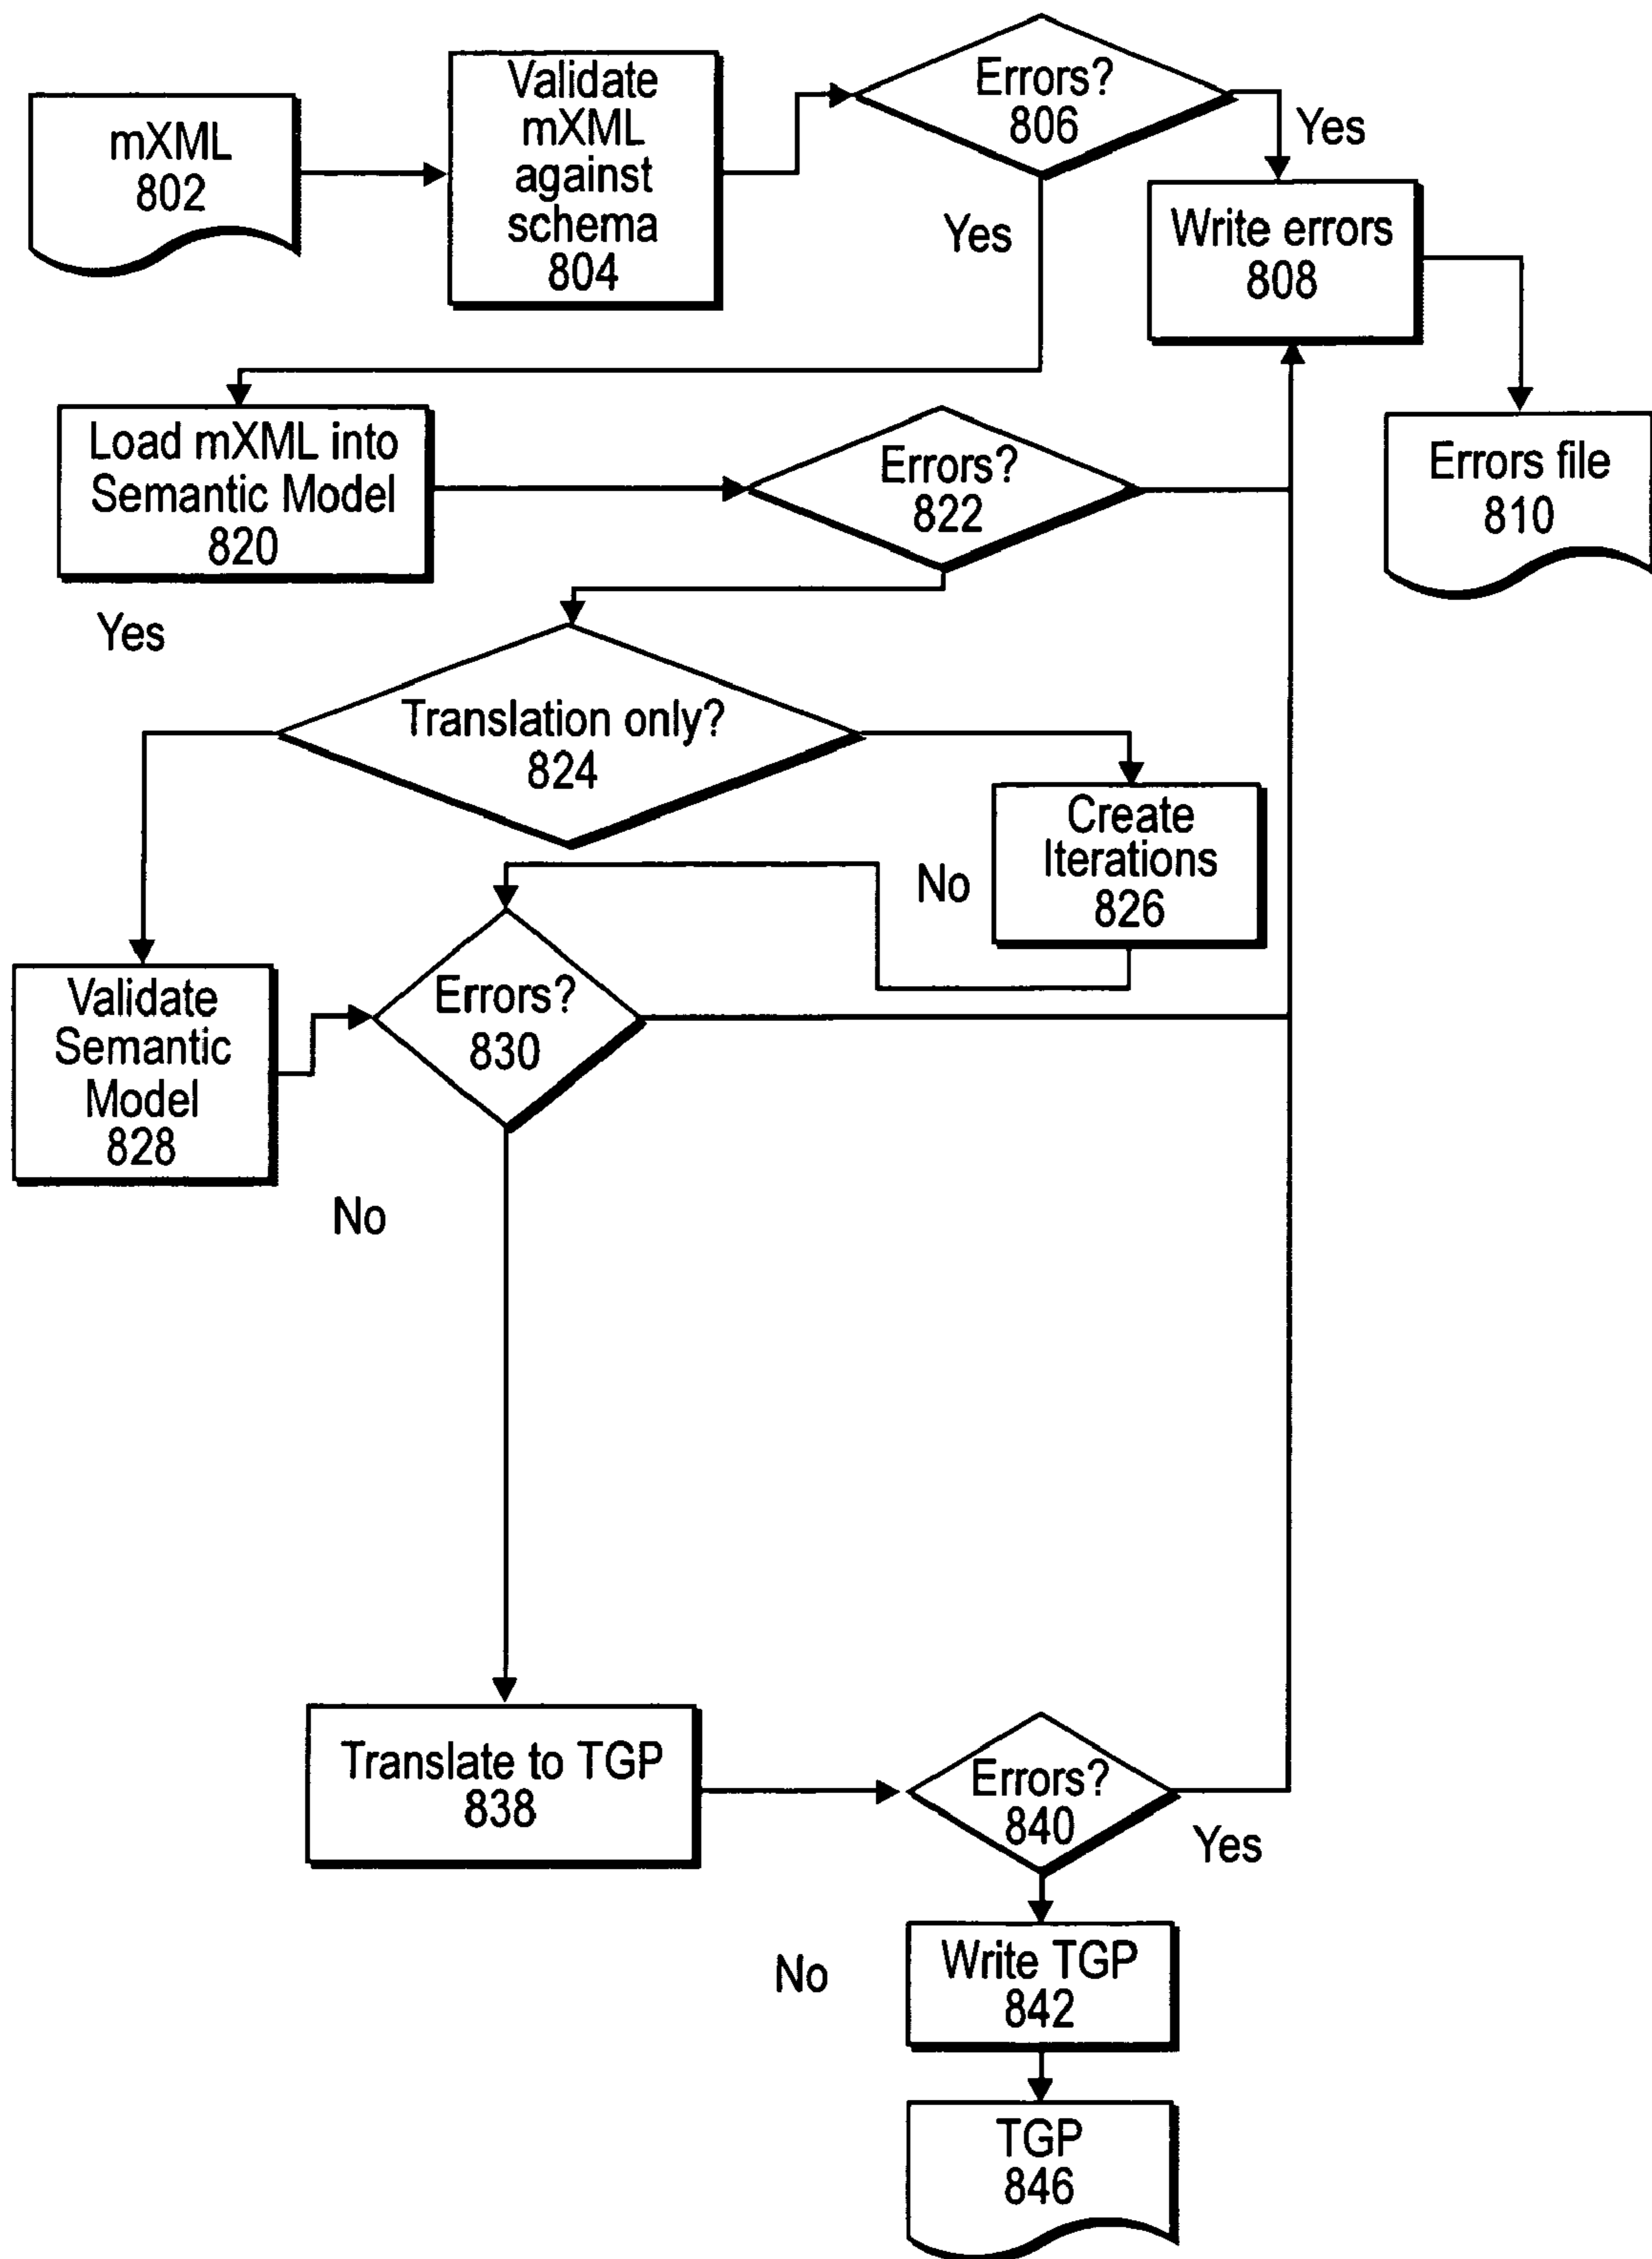 mXML
802
Validate
mXML
against
schema
804
Errors?
806
Yes
Yes
Write errors
808
Load mXML into
Semantic Model
820
Errors?
822
Errors file
810
Yes
Translation only?
824
Create
Iterations
826
No
Validate
Semantic
Model
828
Errors?
830
No
Translate to TGP
838
Errors?
840
Yes
No
Write TGP
842
TGP
846